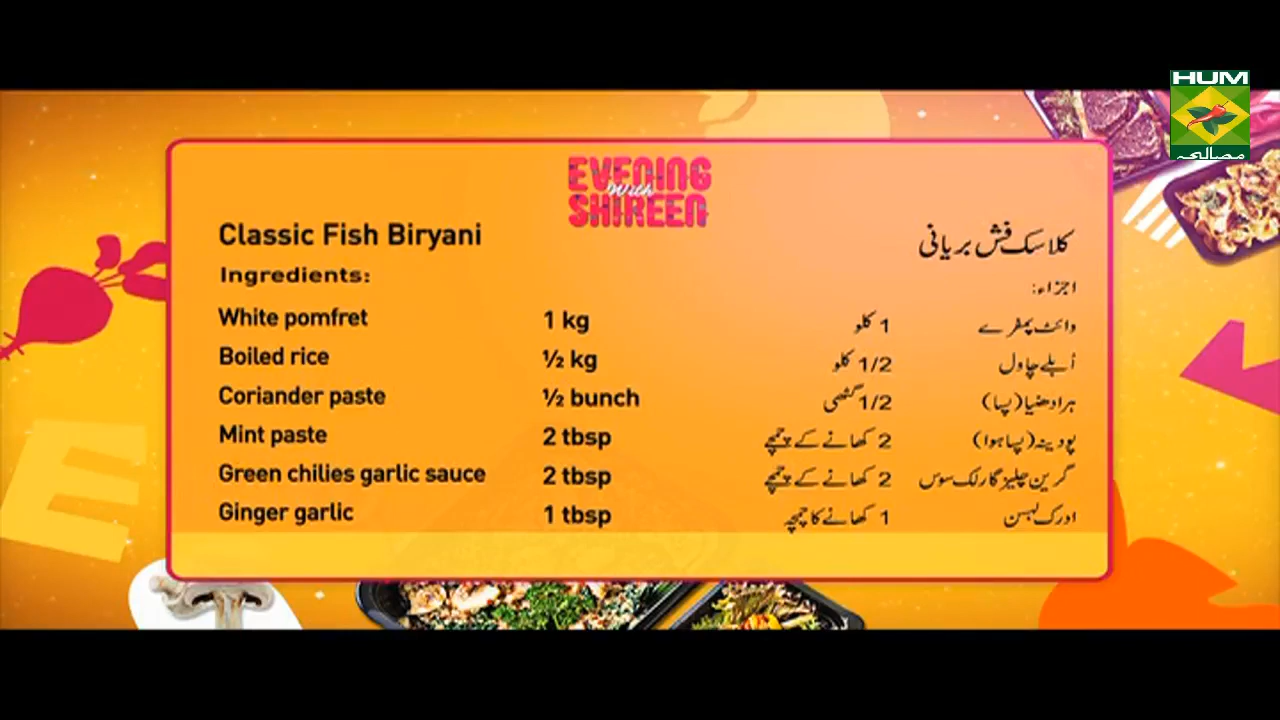 HUM
مصالحہ
EVENING
With
SHIREEN
Classic Fish Biryani کلاسک فش بریانی
Ingredients: اجزاء:
White pomfret 1 kg وائٹ پمفرے 1 کلو
Boiled rice ½ kg اُبلے چاول 1/2 کلو
Coriander paste ½ bunch ہرا دھنیا (پسا) 1/2 گٹھی
Mint paste 2 tbsp پودینہ (پسا ہوا) 2 کھانے کے چمچے
Green chilies garlic sauce 2 tbsp گرین چلیز گارلک سوس 2 کھانے کے چمچے
Ginger garlic 1 tbsp ادرک لہسن 1 کھانے کا چمچہ